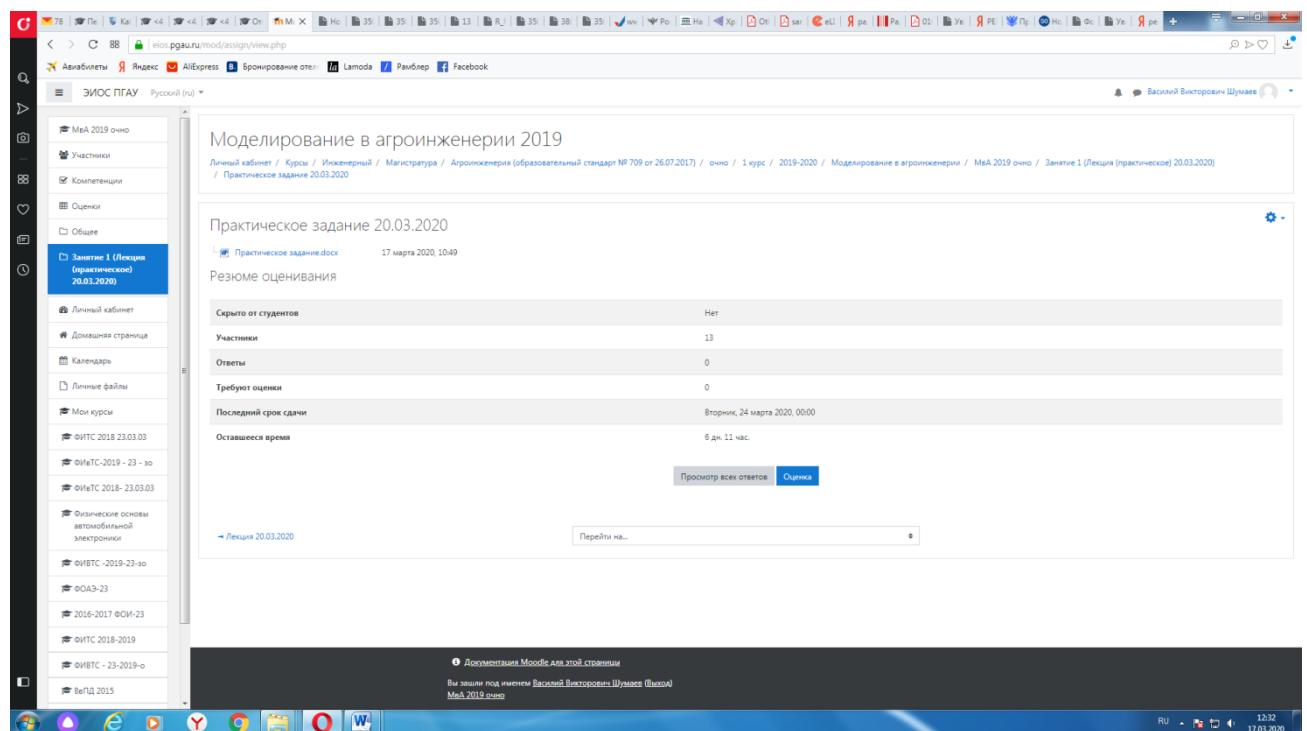 eios.pgau.ru/mod/assign/view.php
Авиабилеты Яндекс AliExpress Бронирование отел Lamoda Рамблер Facebook
ЭИОС ПГАУ Русский (ru) Василий Викторович Шумаев
МвА 2019 очно
Участники
Компетенции
Оценки
Общее
Занятие 1 (Лекция
(практическое)
20.03.2020)
Личный кабинет
Домашняя страница
Календарь
Личные файлы
Мои курсы
ФИТС 2018 23.03.03
ФИвТС-2019 - 23 - зо
ФИвТС 2018- 23.03.03
Физические основы
автомобильной
электроники
ФИВТС -2019-23-зо
ФОАЭ-23
2016-2017 ФОИ-23
ФИТС 2018-2019
ФИВТС - 23-2019-о
ВеПД 2015
Моделирование в агроинженерии 2019
Личный кабинет / Курсы / Инженерный / Магистратура / Агроинженерия (образовательный стандарт № 709 от 26.07.2017) / очно / 1 курс / 2019-2020 / Моделирование в агроинженерии / МвА 2019 очно / Занятие 1 (Лекция (практическое) 20.03.2020)
/ Практическое задание 20.03.2020
Практическое задание 20.03.2020
Практическое задание.docx 17 марта 2020, 10:49
Резюме оценивания
Скрыто от студентов Нет
Участники 13
Ответы 0
Требуют оценки 0
Последний срок сдачи Вторник, 24 марта 2020, 00:00
Оставшееся время 6 дн. 11 час.
Просмотр всех ответов Оценка
→ Лекция 20.03.2020 Перейти на...
Документация Moodle для этой страницы
Вы зашли под именем Василий Викторович Шумаев (Выход)
МвА 2019 очно
RU 12:32
17.03.2020